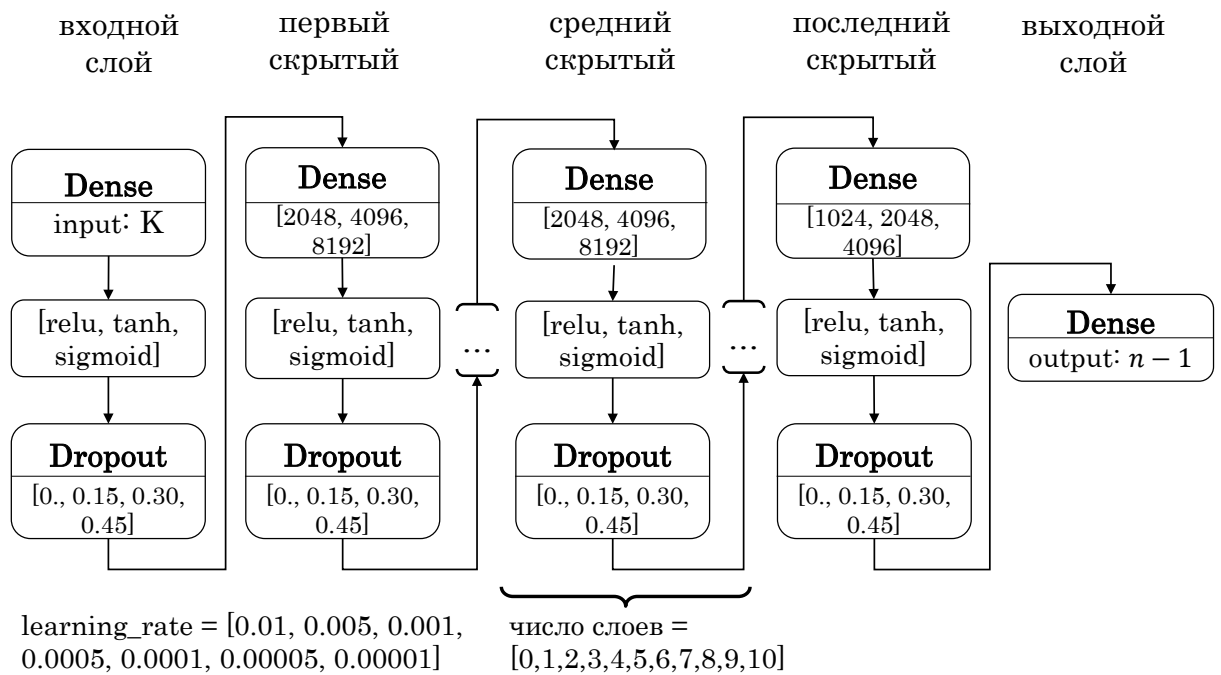 входной
слой
первый
скрытый
средний
скрытый
последний
скрытый
выходной
слой
Dense
input: K
[relu, tanh,
sigmoid]
Dropout
[0., 0.15, 0.30,
0.45]
Dense
[2048, 4096,
8192]
[relu, tanh,
sigmoid]
Dropout
[0., 0.15, 0.30,
0.45]
...
Dense
[2048, 4096,
8192]
[relu, tanh,
sigmoid]
Dropout
[0., 0.15, 0.30,
0.45]
...
Dense
[1024, 2048,
4096]
[relu, tanh,
sigmoid]
Dropout
[0., 0.15, 0.30,
0.45]
Dense
output: n − 1
learning_rate = [0.01, 0.005, 0.001,
0.0005, 0.0001, 0.00005, 0.00001]
число слоев =
[0,1,2,3,4,5,6,7,8,9,10]